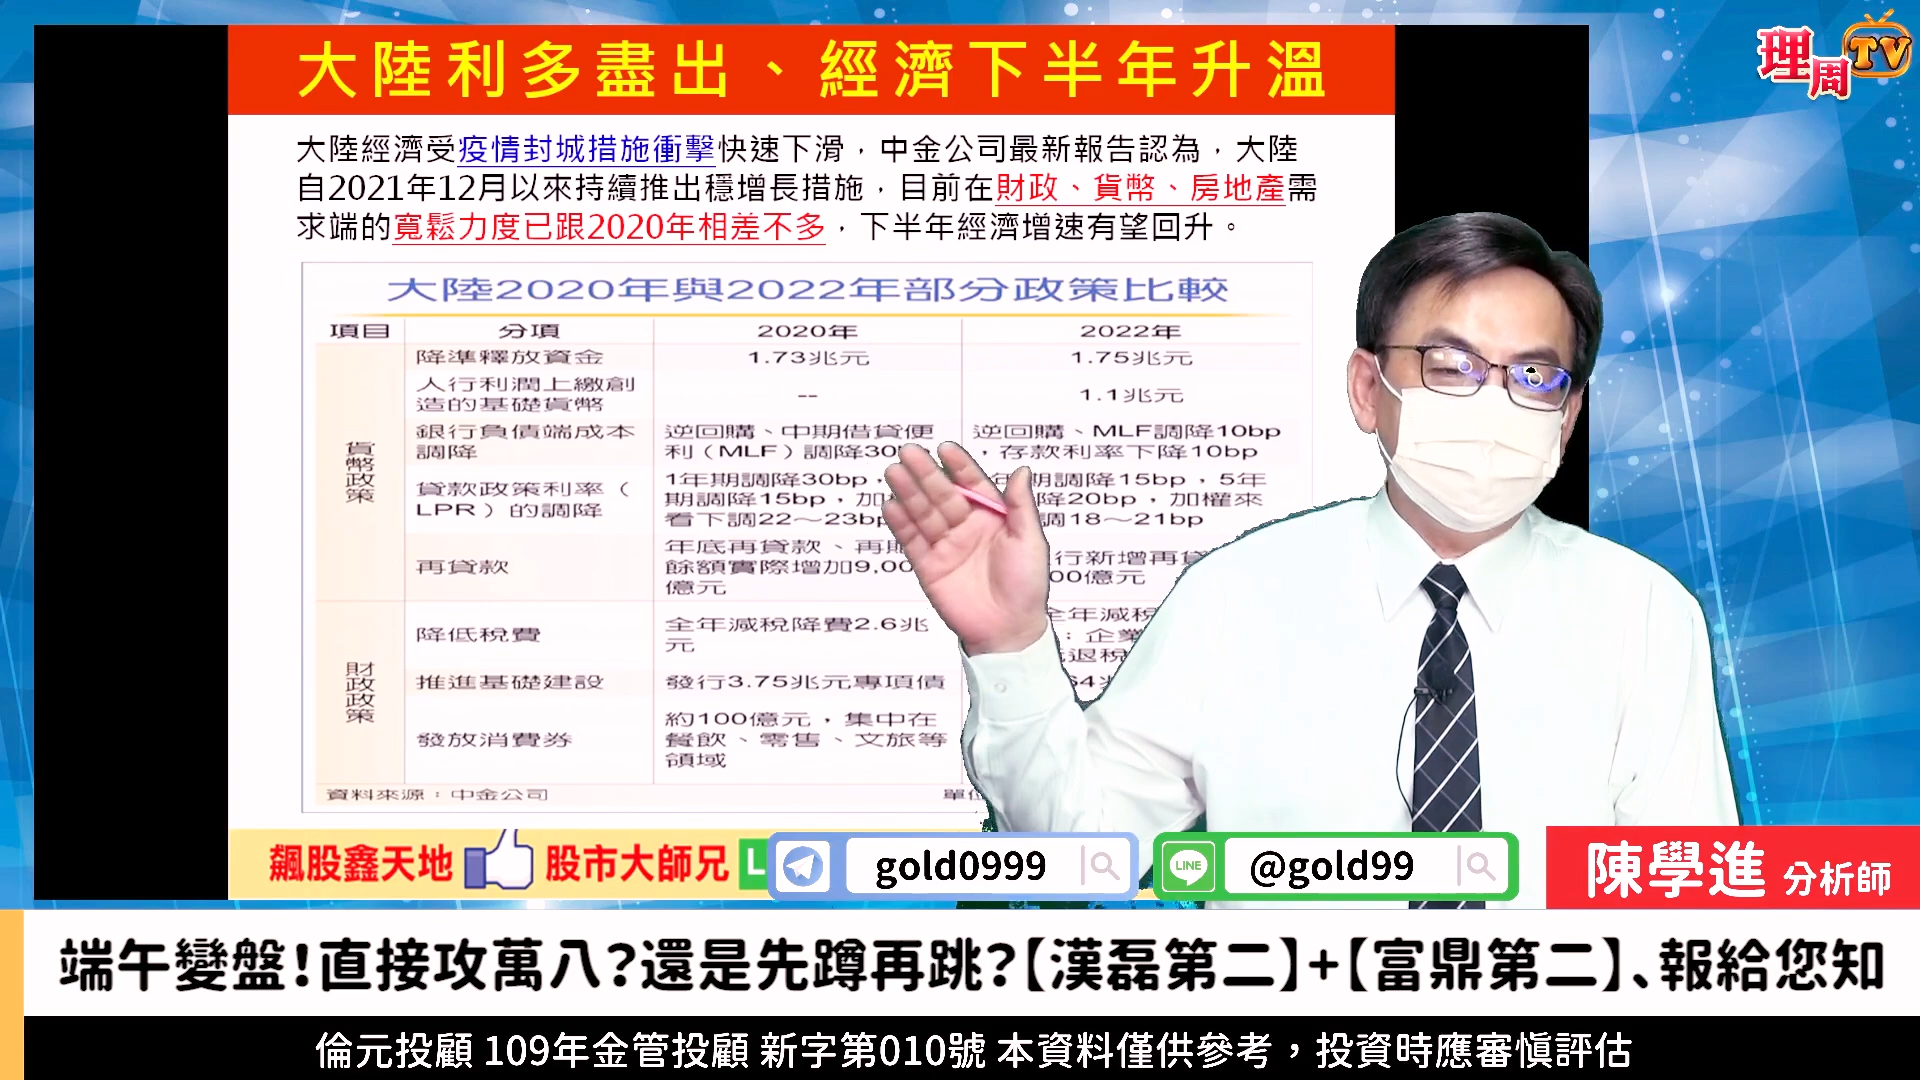 理周TV
大陸利多盡出、經濟下半年升溫
大陸經濟受疫情封城措施衝擊快速下滑，中金公司最新報告認為，大陸
自2021年12月以來持續推出穩增長措施，目前在財政、貨幣、房地產需
求端的寬鬆力度已跟2020年相差不多，下半年經濟增速有望回升。
大陸2020年與2022年部分政策比較
項目 分項 2020年 2022年
貨幣政策
降準釋放資金 1.73兆元 1.75兆元
人行利潤上繳創
造的基礎貨幣 -- 1.1兆元
銀行負債端成本
調降
逆回購、中期借貸便
利（MLF）調降30
逆回購、MLF調降10bp
，存款利率下降10bp
貸款政策利率（
LPR）的調降
1年期調降30bp，
期調降15bp，加
看下調22～23bp
期調降15bp，5年
降20bp，加權來
調18～21bp
再貸款
年底再貸款、再
餘額實際增加9,00
億元
行新增再
00億元
財政政策
降低稅費
全年減稅降費2.6兆
元
全年減稅
：企業
退稅
推進基礎建設 發行3.75兆元專項債
發放消費券
約100億元，集中在
餐飲、零售、文旅等
領域
資料來源：中金公司
單位
飆股鑫天地 股市大師兄 L
gold0999
LINE @gold99
陳學進 分析師
端午變盤!直接攻萬八?還是先蹲再跳?【漢磊第二】+【富鼎第二】、報給您知
倫元投顧 109年金管投顧 新字第010號 本資料僅供參考，投資時應審慎評估